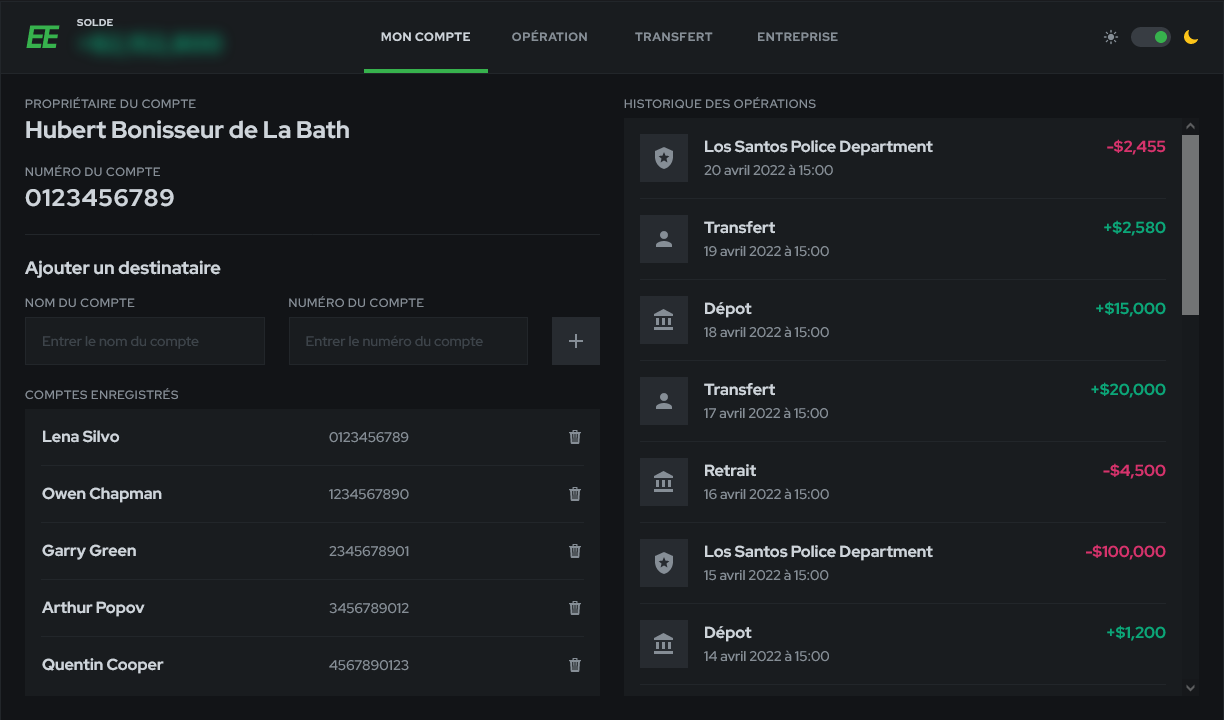 EE
SOLDE
MON COMPTE
OPÉRATION
TRANSFERT
ENTREPRISE
PROPRIÉTAIRE DU COMPTE
Hubert Bonisseur de La Bath
NUMÉRO DU COMPTE
0123456789
Ajouter un destinataire
NOM DU COMPTE
NUMÉRO DU COMPTE
Entrer le nom du compte
Entrer le numéro du compte
+
COMPTES ENREGISTRÉS
Lena Silvo 0123456789
Owen Chapman 1234567890
Garry Green 2345678901
Arthur Popov 3456789012
Quentin Cooper 4567890123
HISTORIQUE DES OPÉRATIONS
Los Santos Police Department -$2,455
20 avril 2022 à 15:00
Transfert +$2,580
19 avril 2022 à 15:00
Dépot +$15,000
18 avril 2022 à 15:00
Transfert +$20,000
17 avril 2022 à 15:00
Retrait -$4,500
16 avril 2022 à 15:00
Los Santos Police Department -$100,000
15 avril 2022 à 15:00
Dépot +$1,200
14 avril 2022 à 15:00